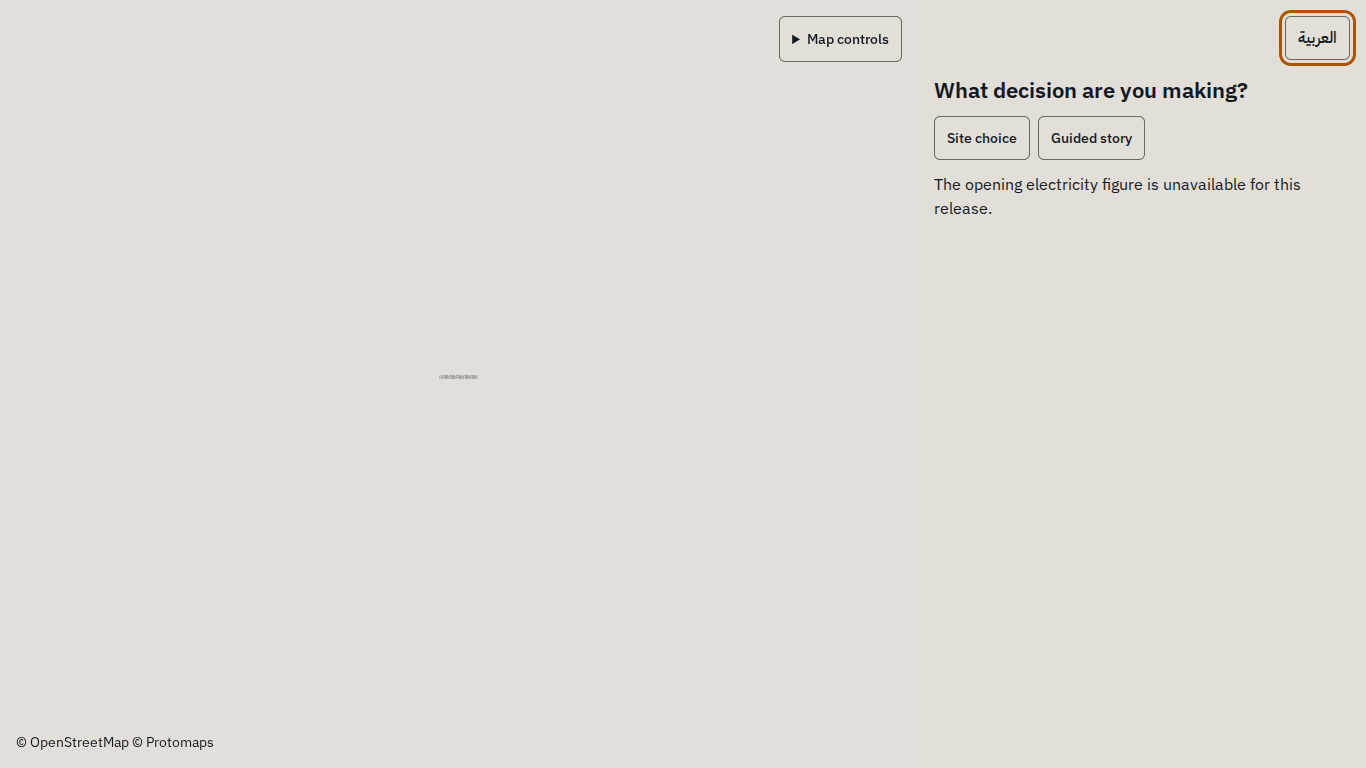 Map controls
العربية
What decision are you making?
Site choice
Guided story
The opening electricity figure is unavailable for this
release.
© OpenStreetMap © Protomaps